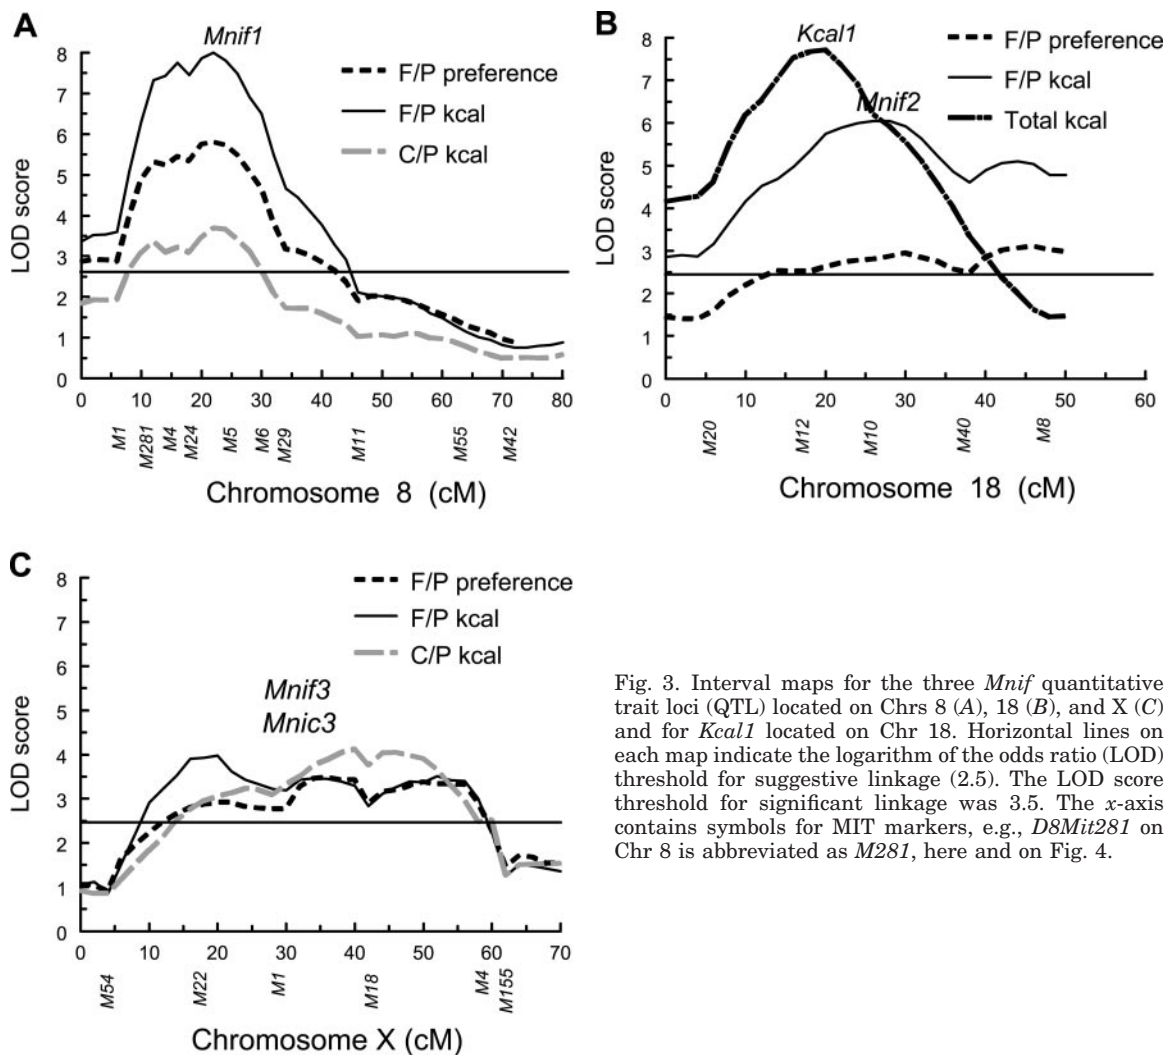 A
Mnif1
F/P preference
F/P kcal
C/P kcal
LOD score
8
7
6
5
4
3
2
1
0
0 10 20 30 40 50 60 70 80
M1 M281 M4 M24 M5 M6 M29 M11 M55 M42
Chromosome 8 (cM)
B
Kcal1
Mnif2
F/P preference
F/P kcal
Total kcal
LOD score
8
7
6
5
4
3
2
1
0
0 10 20 30 40 50 60
M20 M12 M10 M40 M8
Chromosome 18 (cM)
C
F/P preference
F/P kcal
C/P kcal
Mnif3
Mnic3
LOD score
8
7
6
5
4
3
2
1
0
0 10 20 30 40 50 60 70
M54 M22 M1 M18 M4 M155
Chromosome X (cM)
Fig. 3. Interval maps for the three Mnif quantitative
trait loci (QTL) located on Chrs 8 (A), 18 (B), and X (C)
and for Kcal1 located on Chr 18. Horizontal lines on
each map indicate the logarithm of the odds ratio (LOD)
threshold for suggestive linkage (2.5). The LOD score
threshold for significant linkage was 3.5. The x-axis
contains symbols for MIT markers, e.g., D8Mit281 on
Chr 8 is abbreviated as M281, here and on Fig. 4.